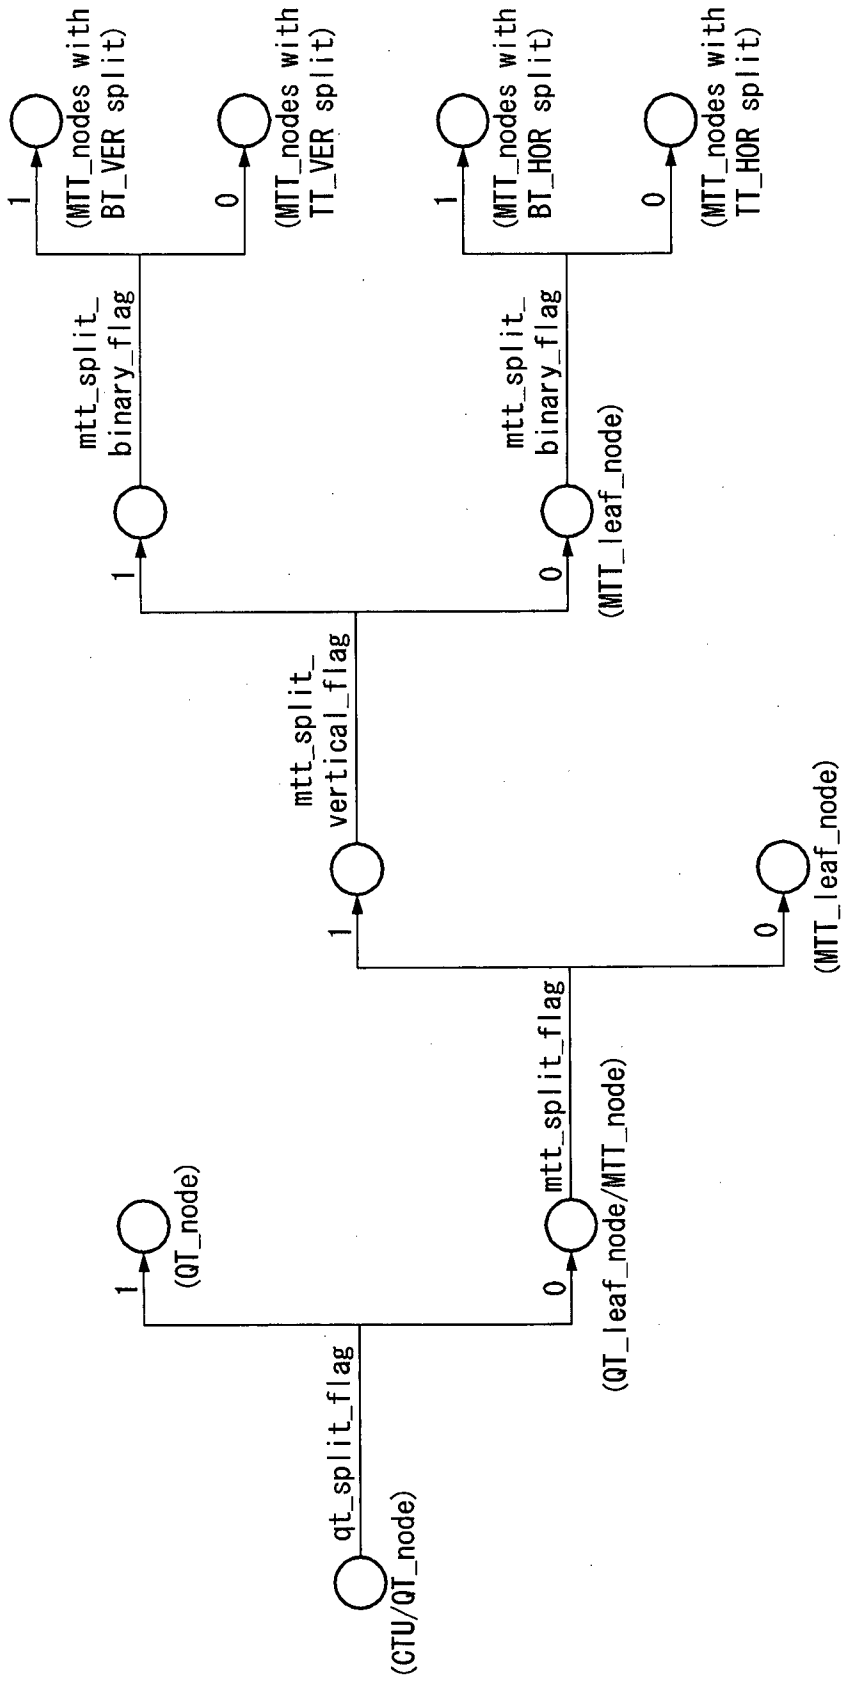 (CTU/QT_node)
qt_split_flag
1
(QT_node)
0
(QT_leaf_node/MTT_node)
mtt_split_flag
1
0
(MTT_leaf_node)
mtt_split_
vertical_flag
1
0
(MTT_leaf_node)
mtt_split_
binary_flag
1
(MTT_nodes with
BT_VER split)
0
(MTT_nodes with
TT_VER split)
mtt_split_
binary_flag
1
(MTT_nodes with
BT_HOR split)
0
(MTT_nodes with
TT_HOR split)